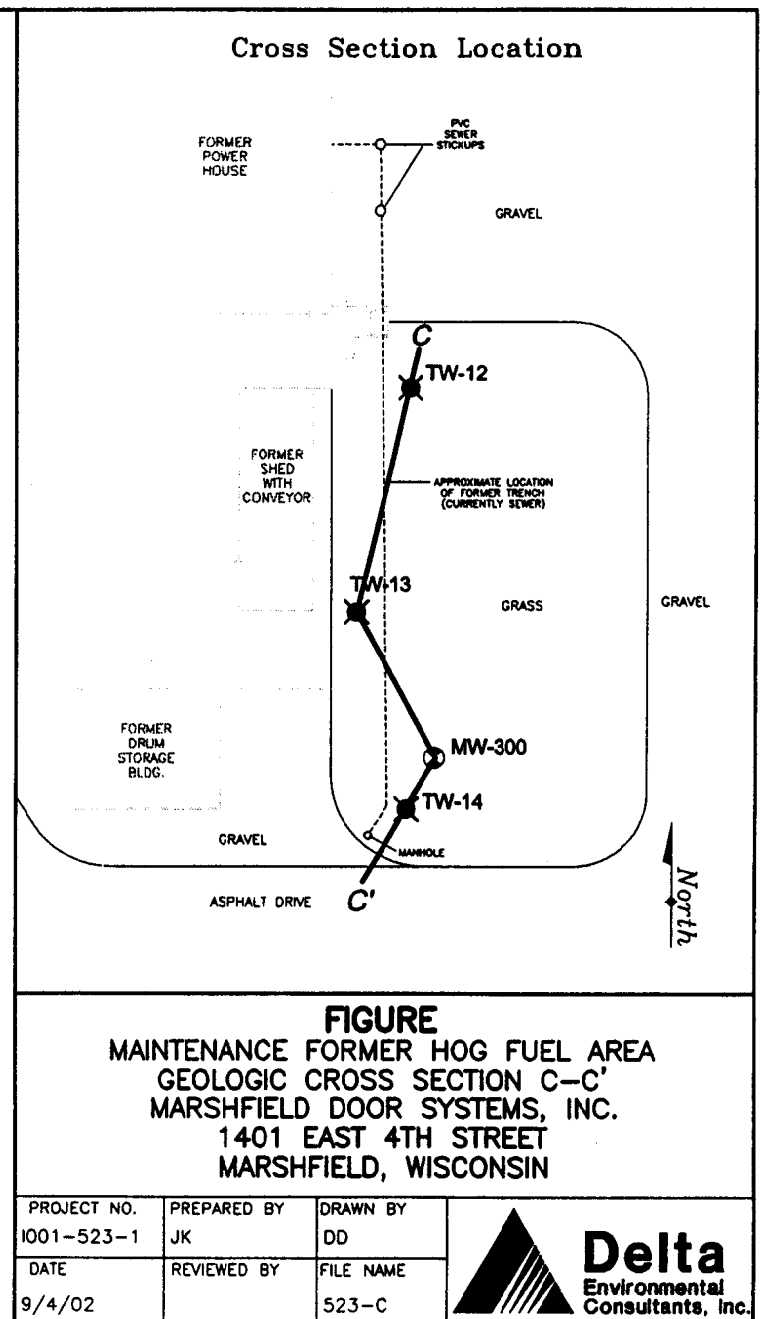 Cross Section Location
FORMER
POWER
HOUSE
PVC
SEWER
STICKUPS
GRAVEL
C
TW-12
FORMER
SHED
WITH
CONVEYOR
APPROXIMATE LOCATION
OF FORMER TRENCH
(CURRENTLY SEWER)
TW-13
GRASS
GRAVEL
FORMER
DRUM
STORAGE
BLDG.
MW-300
TW-14
GRAVEL
MANHOLE
ASPHALT DRIVE
C'
North
FIGURE
MAINTENANCE FORMER HOG FUEL AREA
GEOLOGIC CROSS SECTION C-C'
MARSHFIELD DOOR SYSTEMS, INC.
1401 EAST 4TH STREET
MARSHFIELD, WISCONSIN
PROJECT NO.
I001-523-1
PREPARED BY
JK
DRAWN BY
DD
DATE
9/4/02
REVIEWED BY
FILE NAME
523-C
Delta
Environmental
Consultants, Inc.